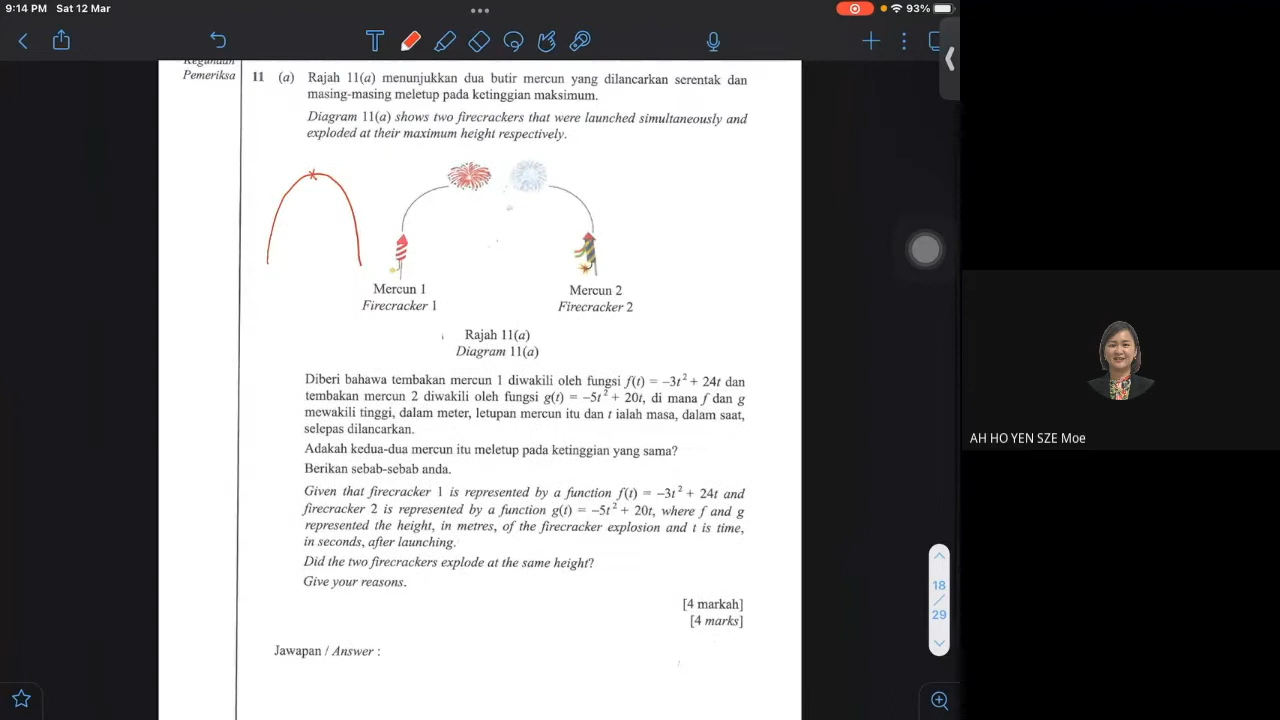 9:14 PM Sat 12 Mar
93%
Kegunaan
Pemeriksa
11 (a) Rajah 11(a) menunjukkan dua butir mercun yang dilancarkan serentak dan
masing-masing meletup pada ketinggian maksimum.
Diagram 11(a) shows two firecrackers that were launched simultaneously and
exploded at their maximum height respectively.
Mercun 1
Firecracker 1
Mercun 2
Firecracker 2
Rajah 11(a)
Diagram 11(a)
Diberi bahawa tembakan mercun 1 diwakili oleh fungsi f(t) = −3t² + 24t dan
tembakan mercun 2 diwakili oleh fungsi g(t) = −5t² + 20t, di mana f dan g
mewakili tinggi, dalam meter, letupan mercun itu dan t ialah masa, dalam saat,
selepas dilancarkan.
Adakah kedua-dua mercun itu meletup pada ketinggian yang sama?
Berikan sebab-sebab anda.
Given that firecracker 1 is represented by a function f(t) = −3t² + 24t and
firecracker 2 is represented by a function g(t) = −5t² + 20t, where f and g
represented the height, in metres, of the firecracker explosion and t is time,
in seconds, after launching.
Did the two firecrackers explode at the same height?
Give your reasons.
[4 markah]
[4 marks]
Jawapan / Answer :
18
/
29
AH HO YEN SZE Moe